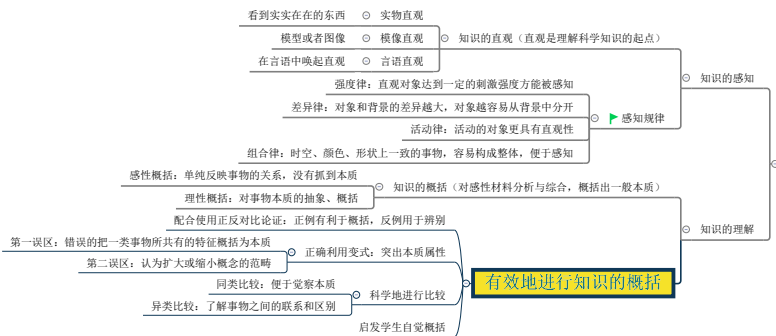 看到实实在在的东西 实物直观
模型或者图像 模像直观
知识的直观（直观是理解科学知识的起点）
在言语中唤起直观 言语直观
知识的感知
强度律：直观对象达到一定的刺激强度方能被感知
差异律：对象和背景的差异越大，对象越容易从背景中分开
感知规律
活动律：活动的对象更具有直观性
组合律：时空、颜色、形状上一致的事物，容易构成整体，便于感知
感性概括：单纯反映事物的关系，没有抓到本质
知识的概括（对感性材料分析与综合，概括出一般本质）
理性概括：对事物本质的抽象、概括
配合使用正反对比论证：正例有利于概括，反例用于辨别
知识的理解
第一误区：错误的把一类事物所共有的特征概括为本质
正确利用变式：突出本质属性
第二误区：认为扩大或缩小概念的范畴
有效地进行知识的概括
同类比较：便于觉察本质
科学地进行比较
异类比较：了解事物之间的联系和区别
启发学生自觉概括